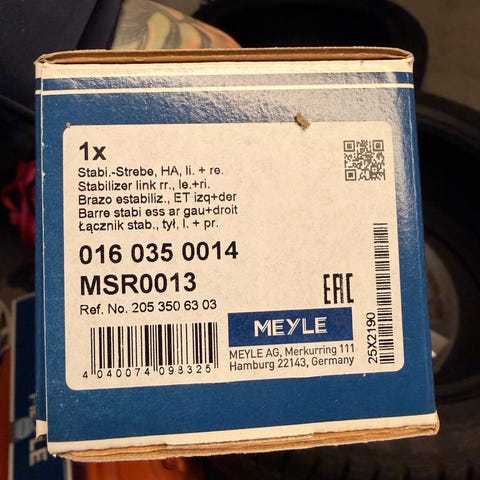 1x
Stabi.-Strebe, HA, li. + re.
Stabilizer link rr., le.+ri.
Brazo estabiliz., ET izq+der
Barre stabi ess ar gau+droit
Łącznik stab., tył, l. + pr.
016 035 0014
MSR0013
Ref. No. 205 350 63 03
EAC
MEYLE
MEYLE AG, Merkurring 111
Hamburg 22143, Germany
4 040074 098325
25X2190